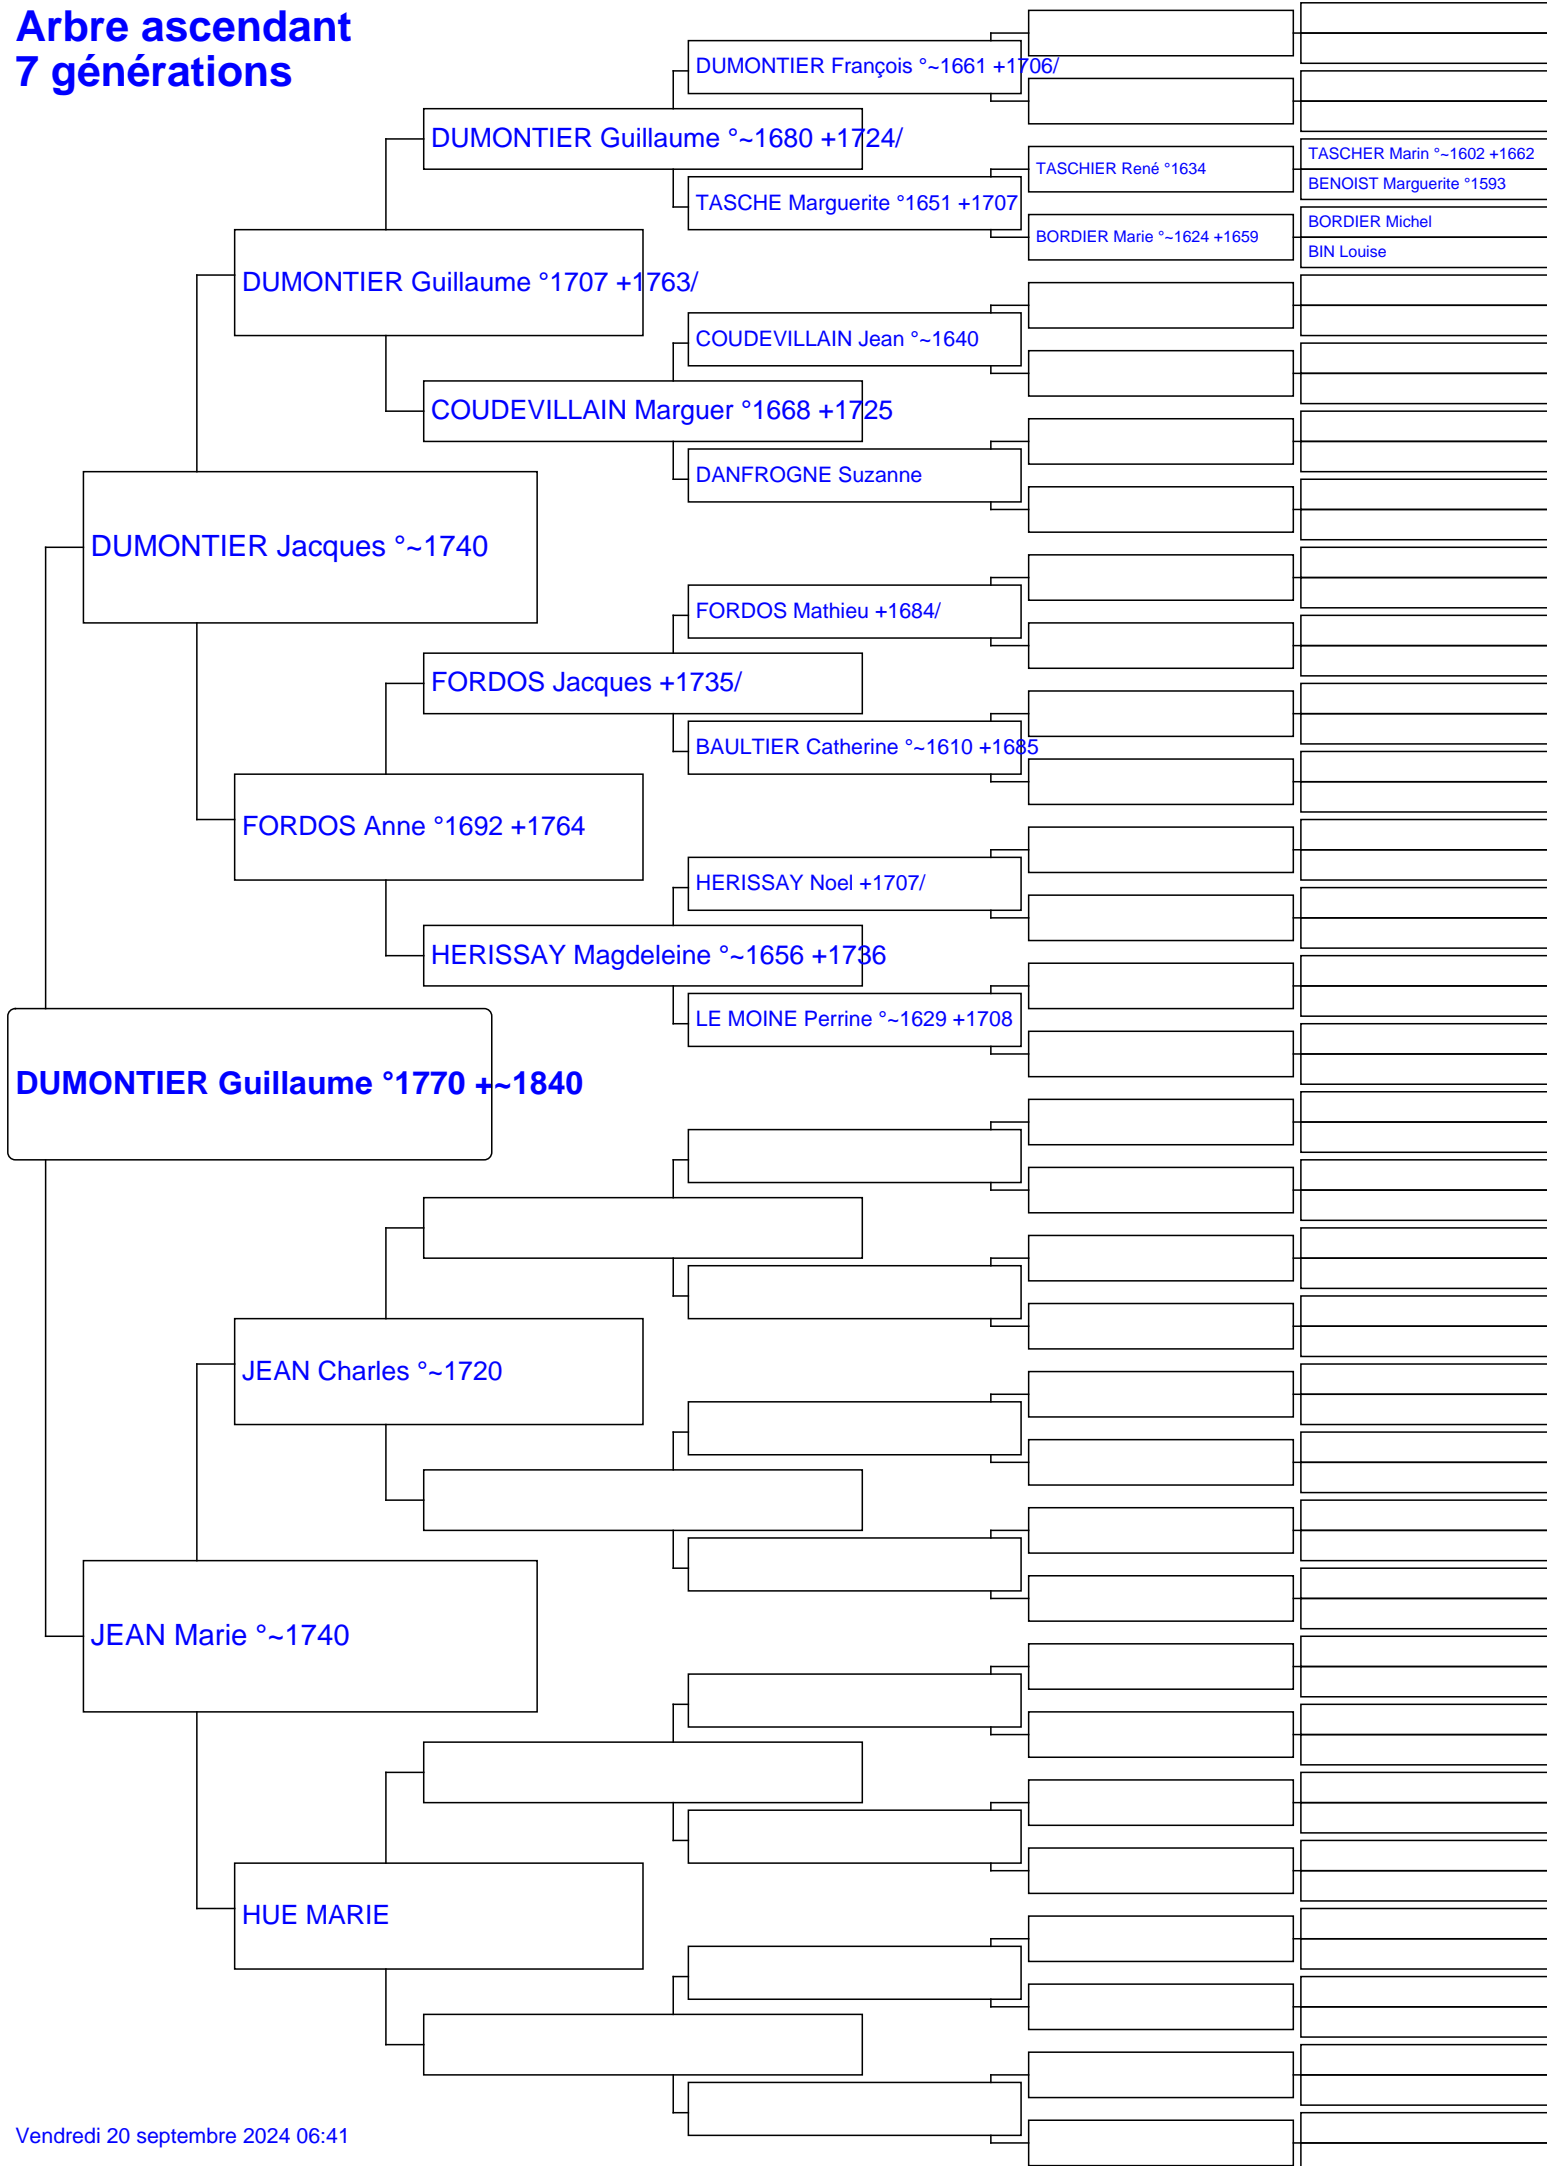 Arbre ascendant
7 générations
DUMONTIER François °~1661 +1706/
DUMONTIER Guillaume °~1680 +1724/
TASCHIER René °1634
TASCHER Marin °~1602 +1662
BENOIST Marguerite °1593
TASCHE Marguerite °1651 +1707
BORDIER Marie °~1624 +1659
BORDIER Michel
BIN Louise
DUMONTIER Guillaume °1707 +1763/
COUDEVILLAIN Jean °~1640
COUDEVILLAIN Marguer °1668 +1725
DANFROGNE Suzanne
DUMONTIER Jacques °~1740
FORDOS Mathieu +1684/
FORDOS Jacques +1735/
BAULTIER Catherine °~1610 +1685
FORDOS Anne °1692 +1764
HERISSAY Noel +1707/
HERISSAY Magdeleine °~1656 +1736
LE MOINE Perrine °~1629 +1708
DUMONTIER Guillaume °1770 +~1840
JEAN Charles °~1720
JEAN Marie °~1740
HUE MARIE
Vendredi 20 septembre 2024 06:41